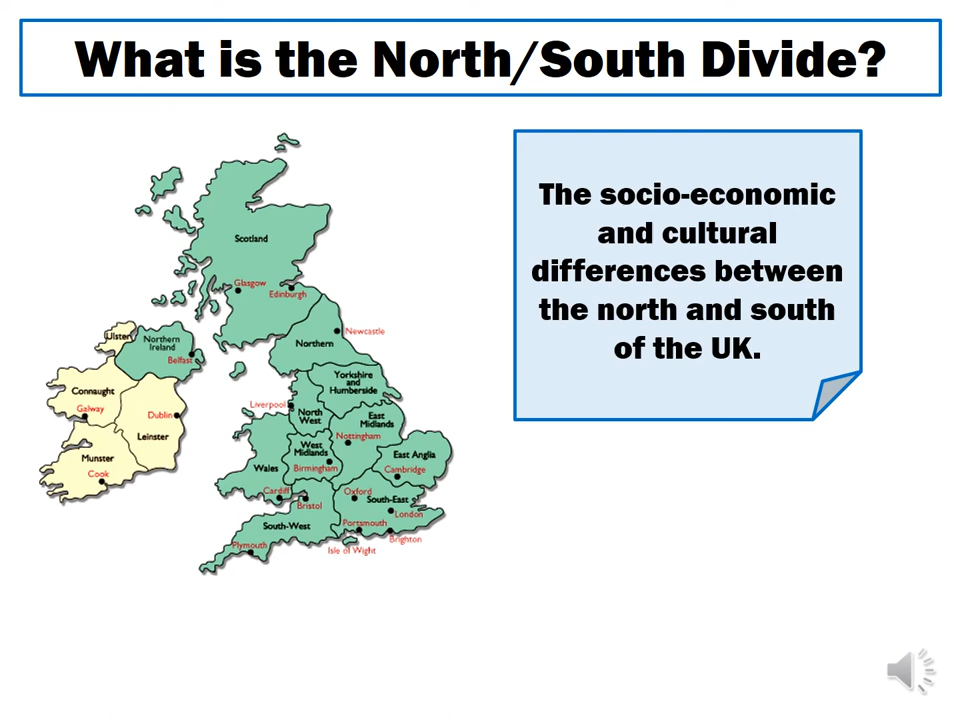 What is the North/South Divide?
The socio-economic
and cultural
differences between
the north and south
of the UK.
Scotland
Glasgow
Edinburgh
Newcastle
Northern
Ulster
Northern
Ireland
Belfast
Connaught
Galway
Dublin
Leinster
Munster
Cook
Yorkshire
and
Humberside
Liverpool
North
West
East
Midlands
Nottingham
West
Midlands
Birmingham
East Anglia
Cambridge
Wales
Cardiff
Bristol
Oxford
South-East
London
South-West
Portsmouth
Brighton
Plymouth
Isle of Wight